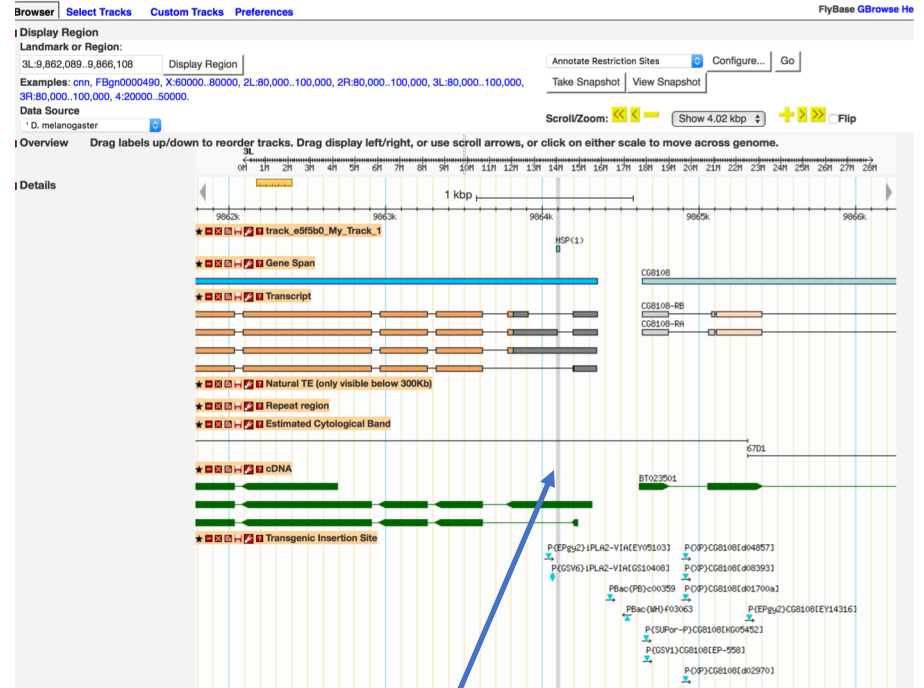 Browser Select Tracks Custom Tracks Preferences FlyBase GBrowse He
Display Region
Landmark or Region:
3L:9,862,089..9,866,108 Display Region
Annotate Restriction Sites Configure... Go
Examples: cnn, FBgn0000490, X:60000..80000, 2L:80,000..100,000, 2R:80,000..100,000, 3L:80,000..100,000,
3R:80,000..100,000, 4:20000..50000.
Take Snapshot View Snapshot
Data Source
' D. melanogaster
Scroll/Zoom: Show 4.02 kbp Flip
Overview Drag labels up/down to reorder tracks. Drag display left/right, or use scroll arrows, or click on either scale to move across genome.
3L
0M 1M 2M 3M 4M 5M 6M 7M 8M 9M 10M 11M 12M 13M 14M 15M 16M 17M 18M 19M 20M 21M 22M 23M 24M 25M 26M 27M 28M
Details
1 kbp
9862k 9863k 9864k 9865k 9866k
track_e5f5b0_My_Track_1
HSP(1)
Gene Span
CG8108
Transcript
CG8108-RB
CG8108-RA
Natural TE (only visible below 300Kb)
Repeat region
Estimated Cytological Band
67D1
cDNA
BT023501
Transgenic Insertion Site
P{EPgy2}iPLA2-VIA[EY05103] P{XP}CG8108[d04857]
P{GSV6}iPLA2-VIA[GS10408] P{XP}CG8108[d08393]
PBac{PB}c00359 P{XP}CG8108[d01700a]
PBac{WH}f03063 P{EPgy2}CG8108[EY14316]
P{SUPor-P}CG8108[KG05452]
P{GSV1}CG8108[EP-558]
P{XP}CG8108[d02970]